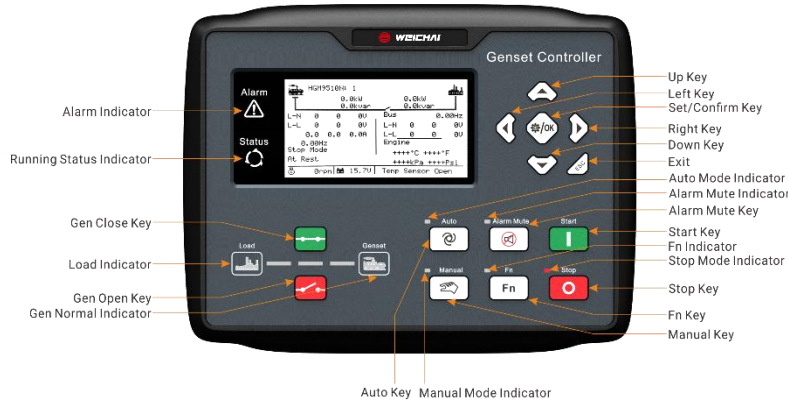 WEICHAI
Genset Controller
Alarm
Status
HGM9510N# 1
0.0kW 0.0kW
0.0kvar 0.0kvar
L-N 0 0 0V Bus 0.00Hz
L-L 0 0 0V L-N 0 0 0V
0.0 0.0 0.0A L-L 0 0 0V
0.00Hz Engine
Stop Mode ++++°C ++++°F
At Rest ++++kPa ++++Psi
0rpm 15.7V Temp Sensor Open
/OK
ESC
Auto
Alarm Mute
Start
Load
Genset
Manual
Fn
Stop
Fn
Alarm Indicator
Running Status Indicator
Gen Close Key
Load Indicator
Gen Open Key
Gen Normal Indicator
Up Key
Left Key
Set/Confirm Key
Right Key
Down Key
Exit
Auto Mode Indicator
Alarm Mute Indicator
Alarm Mute Key
Start Key
Fn Indicator
Stop Mode Indicator
Stop Key
Fn Key
Manual Key
Auto Key Manual Mode Indicator